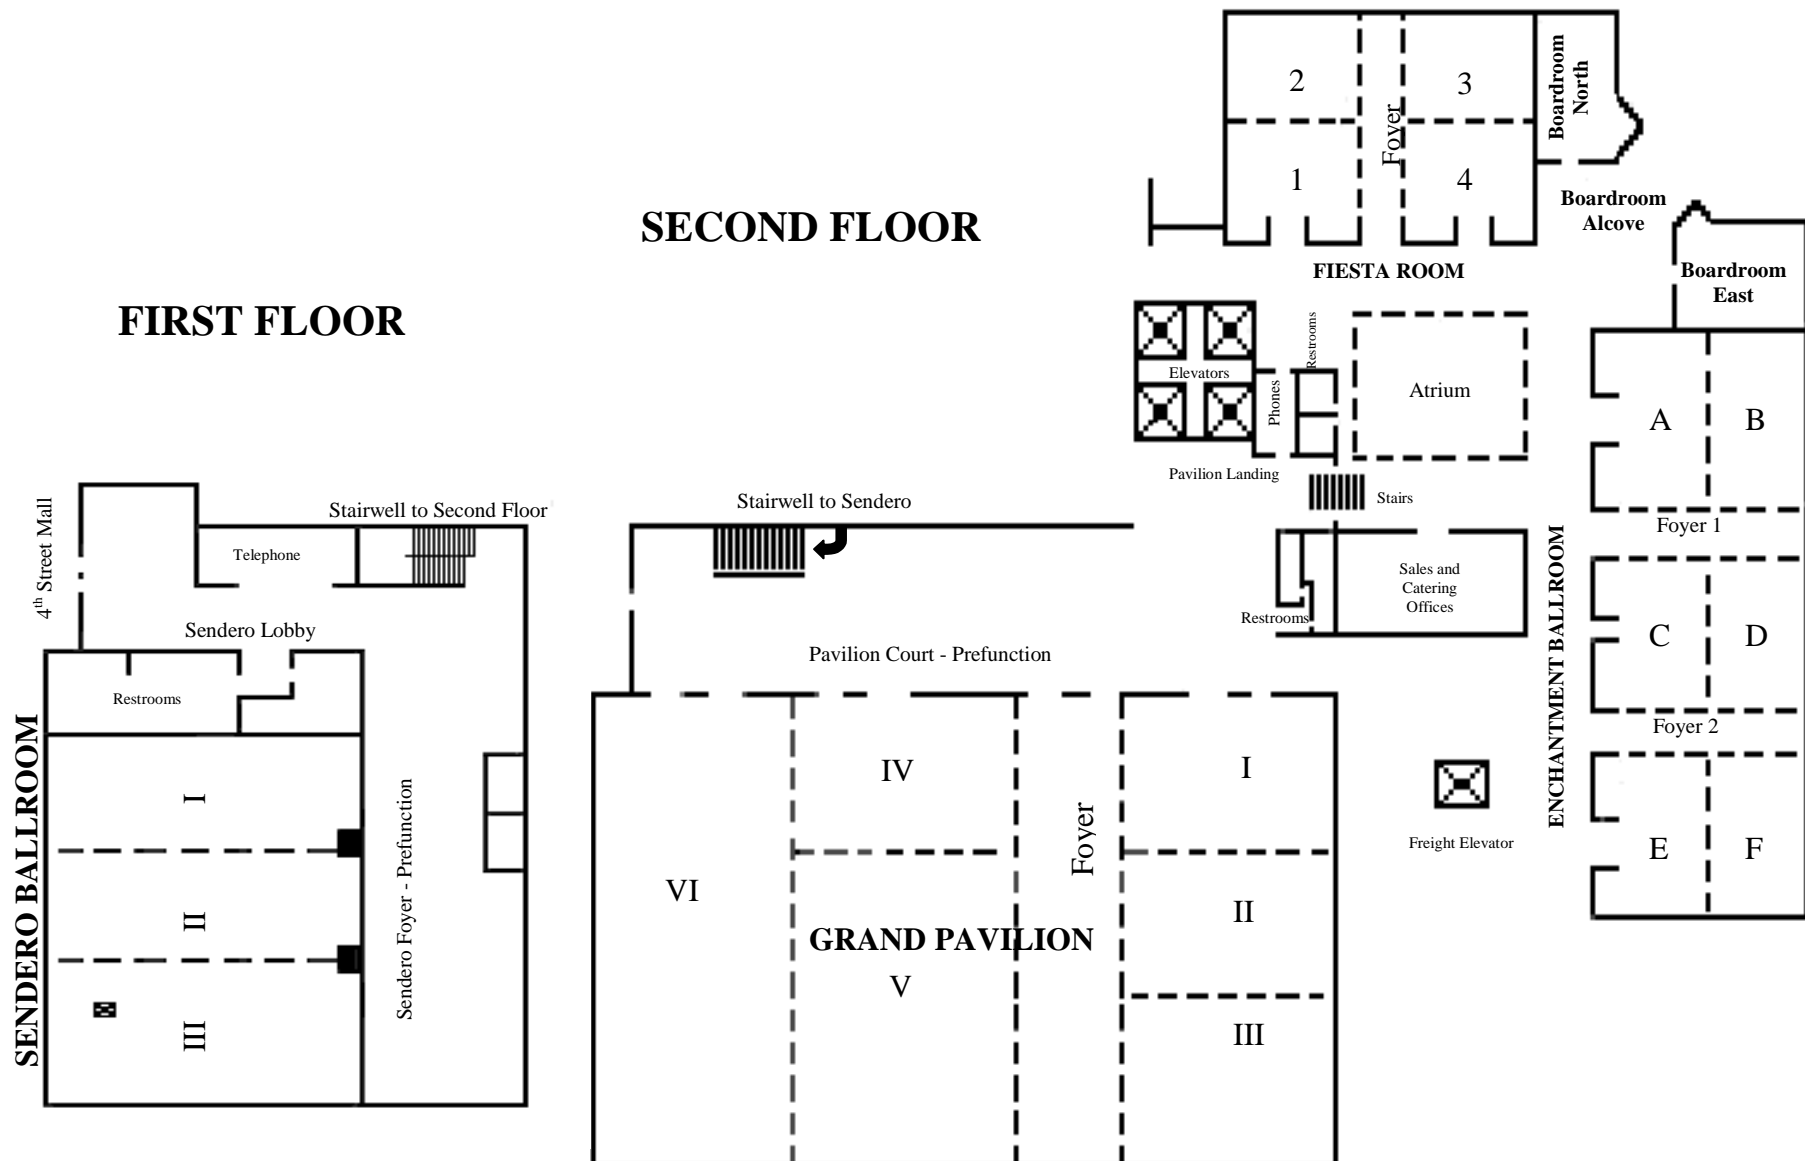 FIRST FLOOR
4th Street Mall
Stairwell to Second Floor
Telephone
Sendero Lobby
Restrooms
SENDERO BALLROOM
I
II
III
Sendero Foyer - Prefunction
SECOND FLOOR
2
3
1
4
Foyer
Boardroom
North
Boardroom
Alcove
FIESTA ROOM
Boardroom
East
Elevators
Phones
Restrooms
Atrium
Pavilion Landing
Stairs
Stairwell to Sendero
Sales and
Catering
Offices
Restrooms
Pavilion Court - Prefunction
IV
I
VI
Foyer
II
GRAND PAVILION
V
III
Freight Elevator
ENCHANTMENT BALLROOM
A
B
Foyer 1
C
D
Foyer 2
E
F